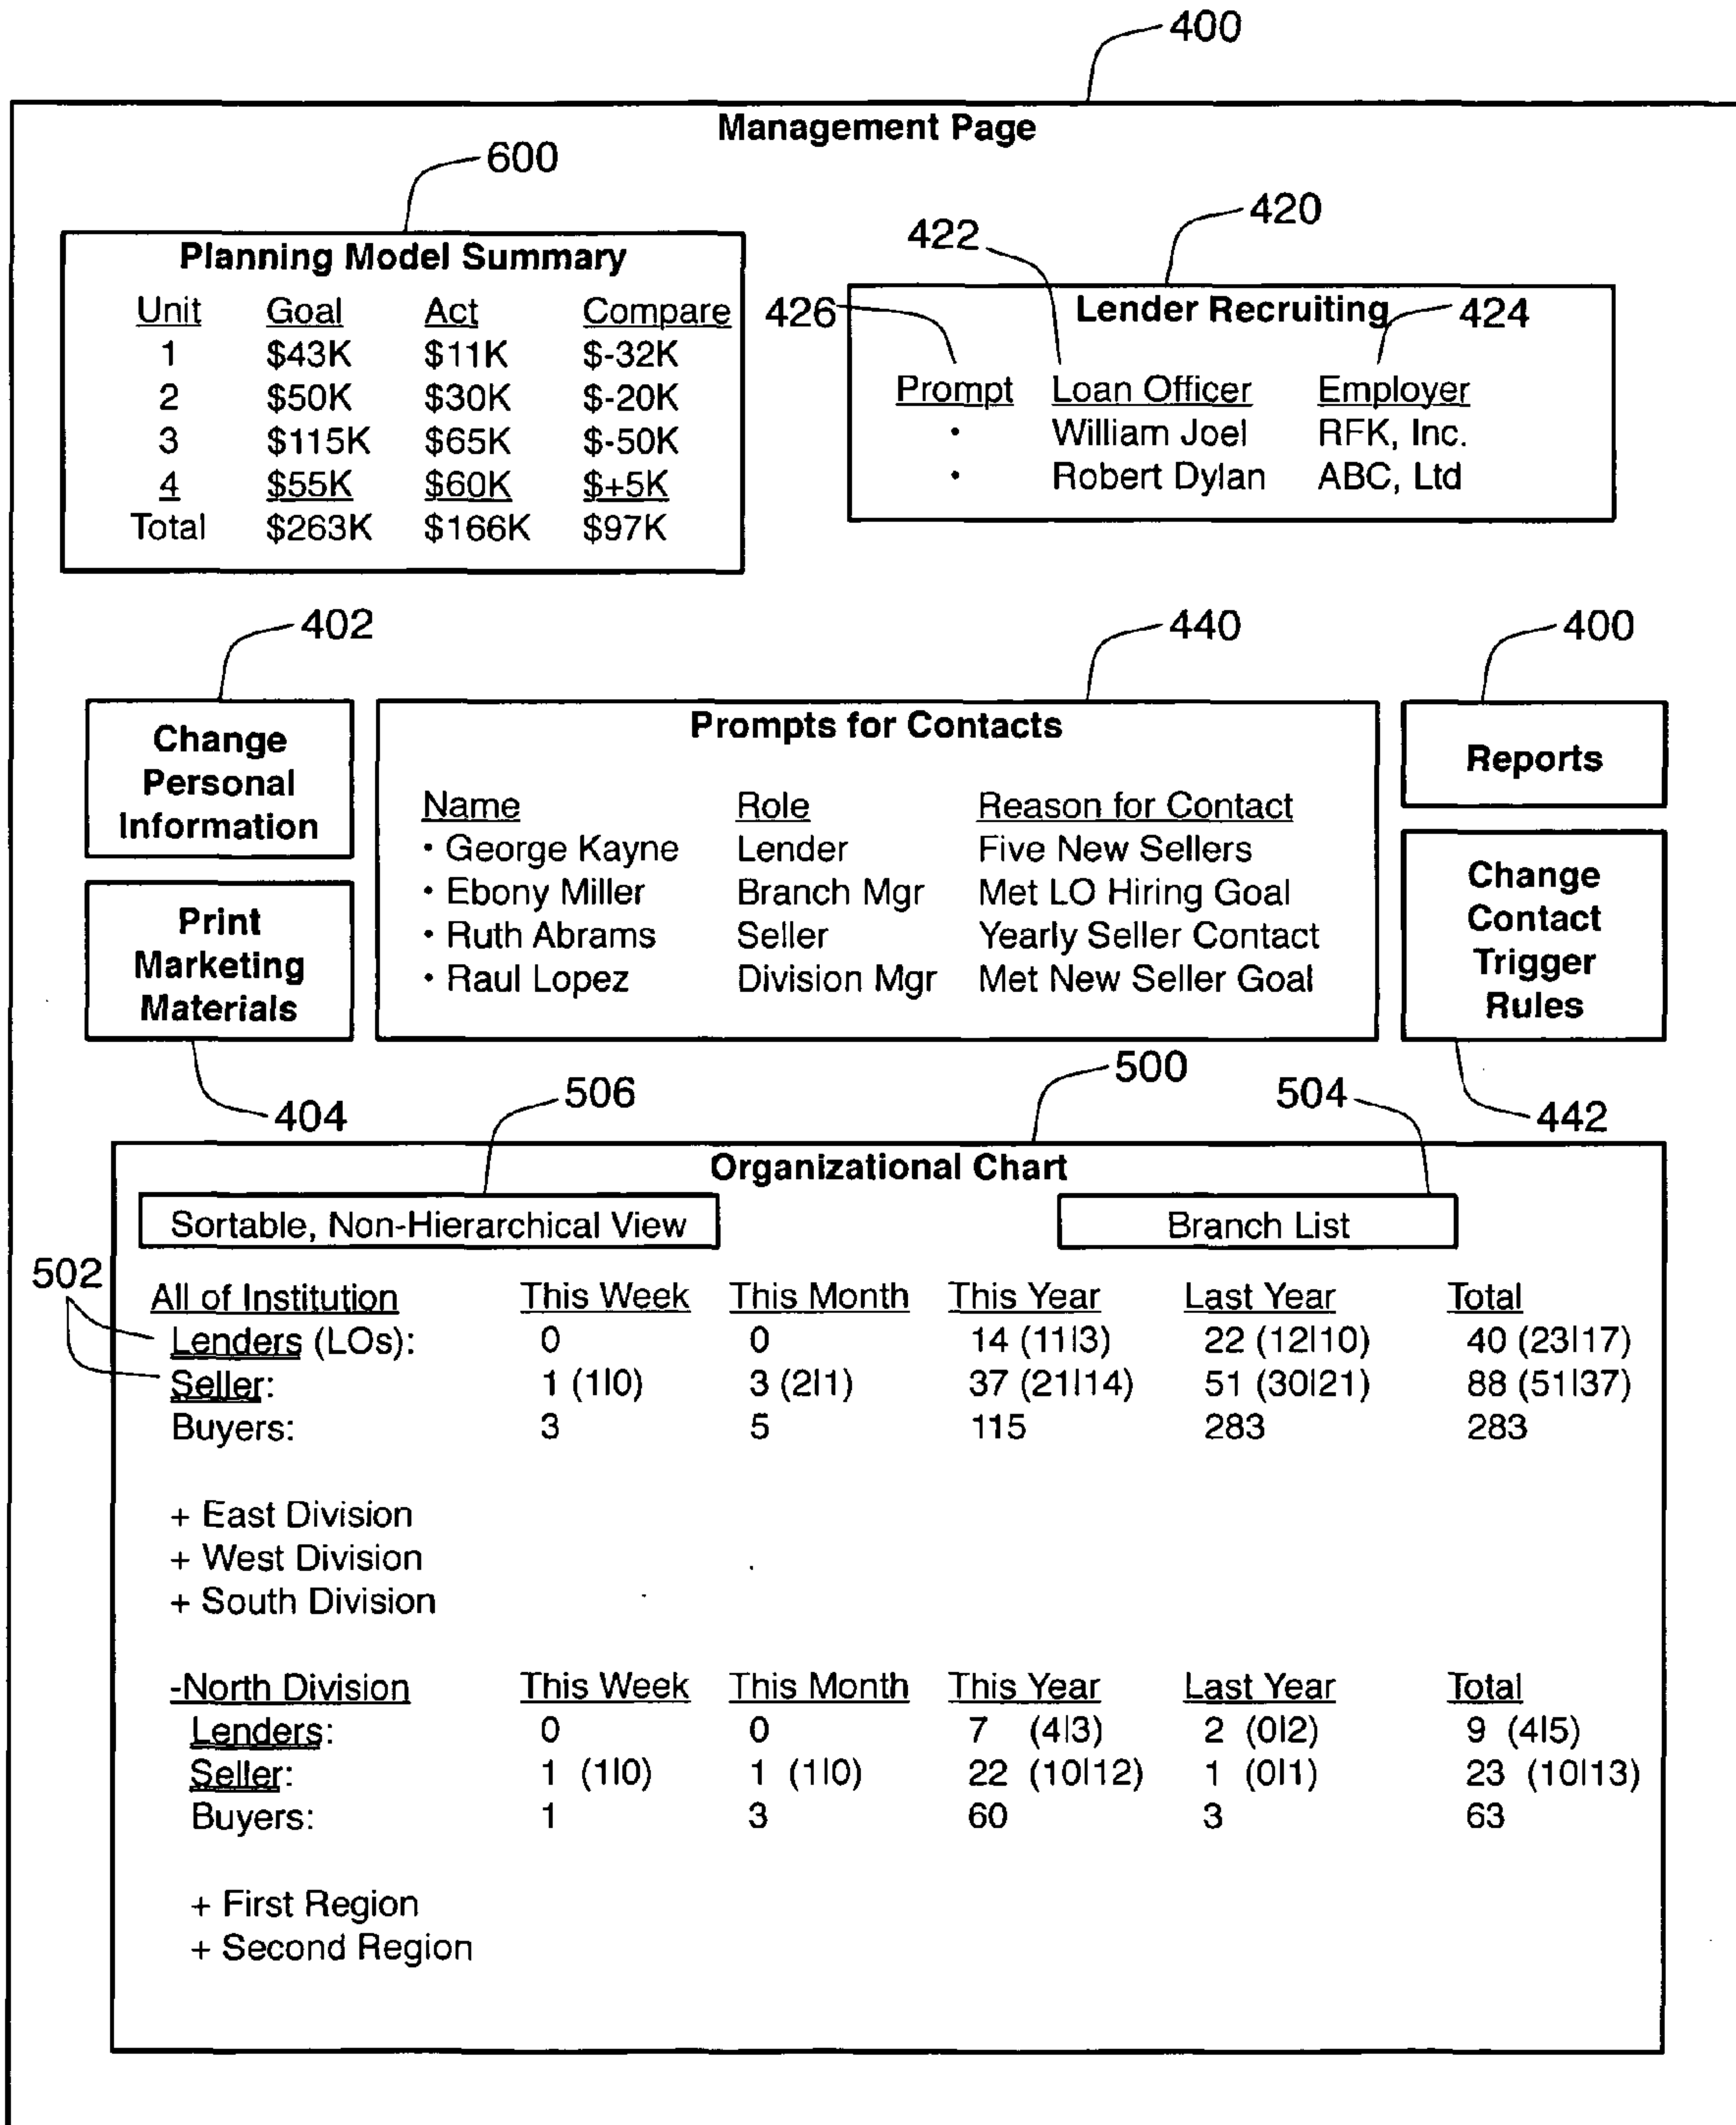 400
Management Page
600
Planning Model Summary
Unit Goal Act Compare
1 $43K $11K $-32K
2 $50K $30K $-20K
3 $115K $65K $-50K
4 $55K $60K $+5K
Total $263K $166K $97K
420
422
426
424
Lender Recruiting
Prompt Loan Officer Employer
• William Joel RFK, Inc.
• Robert Dylan ABC, Ltd
402
440
400
Change
Personal
Information
Print
Marketing
Materials
404
Prompts for Contacts
Name Role Reason for Contact
• George Kayne Lender Five New Sellers
• Ebony Miller Branch Mgr Met LO Hiring Goal
• Ruth Abrams Seller Yearly Seller Contact
• Raul Lopez Division Mgr Met New Seller Goal
Reports
Change
Contact
Trigger
Rules
442
506
500
504
Organizational Chart
Sortable, Non-Hierarchical View
Branch List
502
All of Institution This Week This Month This Year Last Year Total
Lenders (LOs): 0 0 14 (11|3) 22 (12|10) 40 (23|17)
Seller: 1 (1|0) 3 (2|1) 37 (21|14) 51 (30|21) 88 (51|37)
Buyers: 3 5 115 283 283
+ East Division
+ West Division
+ South Division
-North Division This Week This Month This Year Last Year Total
Lenders: 0 0 7 (4|3) 2 (0|2) 9 (4|5)
Seller: 1 (1|0) 1 (1|0) 22 (10|12) 1 (0|1) 23 (10|13)
Buyers: 1 3 60 3 63
+ First Region
+ Second Region